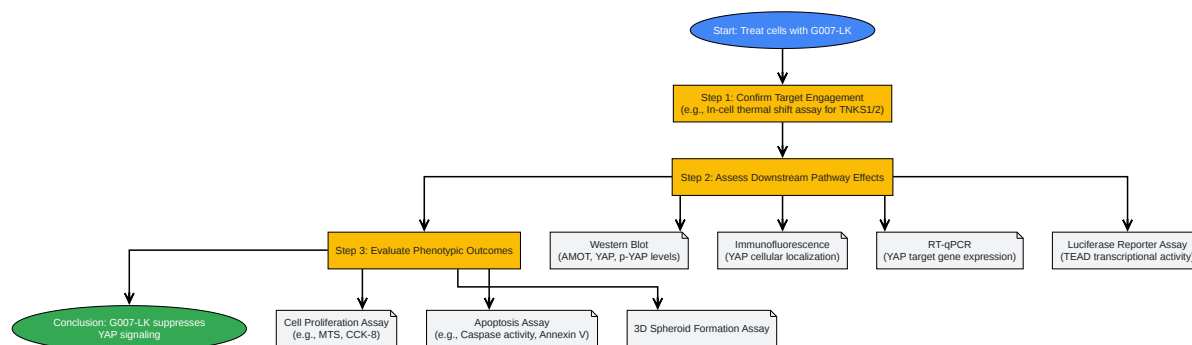 Start: Treat cells with G007-LK
Step 1: Confirm Target Engagement
(e.g., In-cell thermal shift assay for TNKS1/2)
Step 2: Assess Downstream Pathway Effects
Step 3: Evaluate Phenotypic Outcomes
Western Blot
(AMOT, YAP, p-YAP levels)
Immunofluorescence
(YAP cellular localization)
RT-qPCR
(YAP target gene expression)
Luciferase Reporter Assay
(TEAD transcriptional activity)
Conclusion: G007-LK suppresses
YAP signaling
Cell Proliferation Assay
(e.g., MTS, CCK-8)
Apoptosis Assay
(e.g., Caspase activity, Annexin V)
3D Spheroid Formation Assay